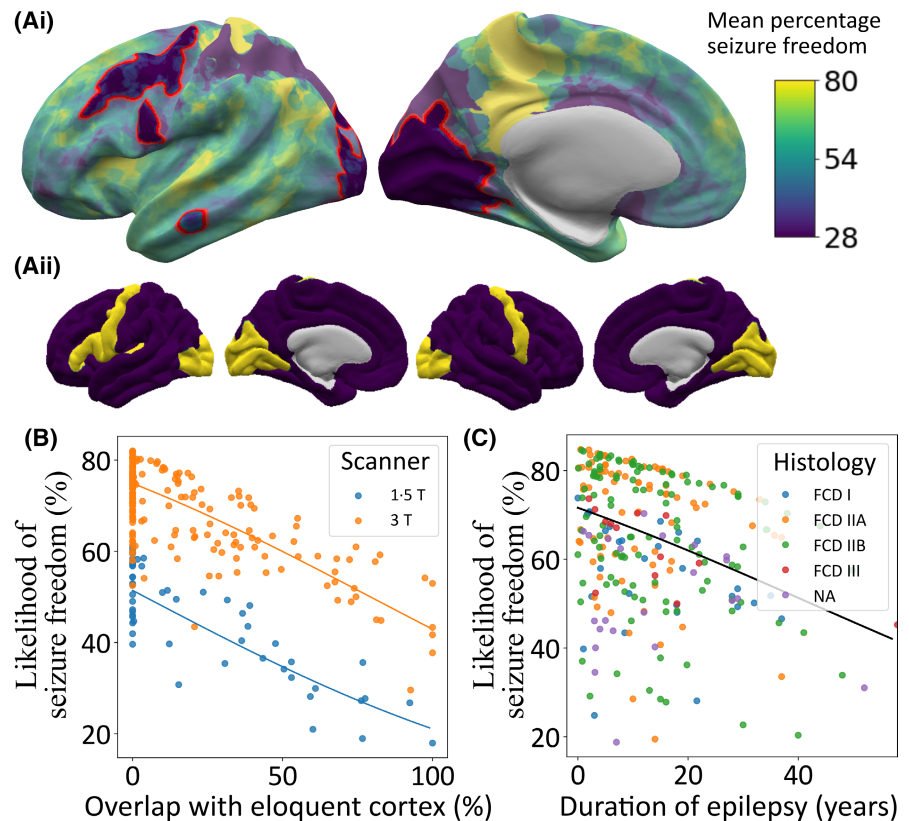 (Ai)
Mean percentage
seizure freedom
80
54
28
(Aii)
(B)
Likelihood of
seizure freedom (%)
80
60
40
20
0
50
100
Overlap with eloquent cortex (%)
Scanner
1·5 T
3 T
(C)
Likelihood of
seizure freedom (%)
80
60
40
20
0
20
40
Duration of epilepsy (years)
Histology
FCD I
FCD IIA
FCD IIB
FCD III
NA